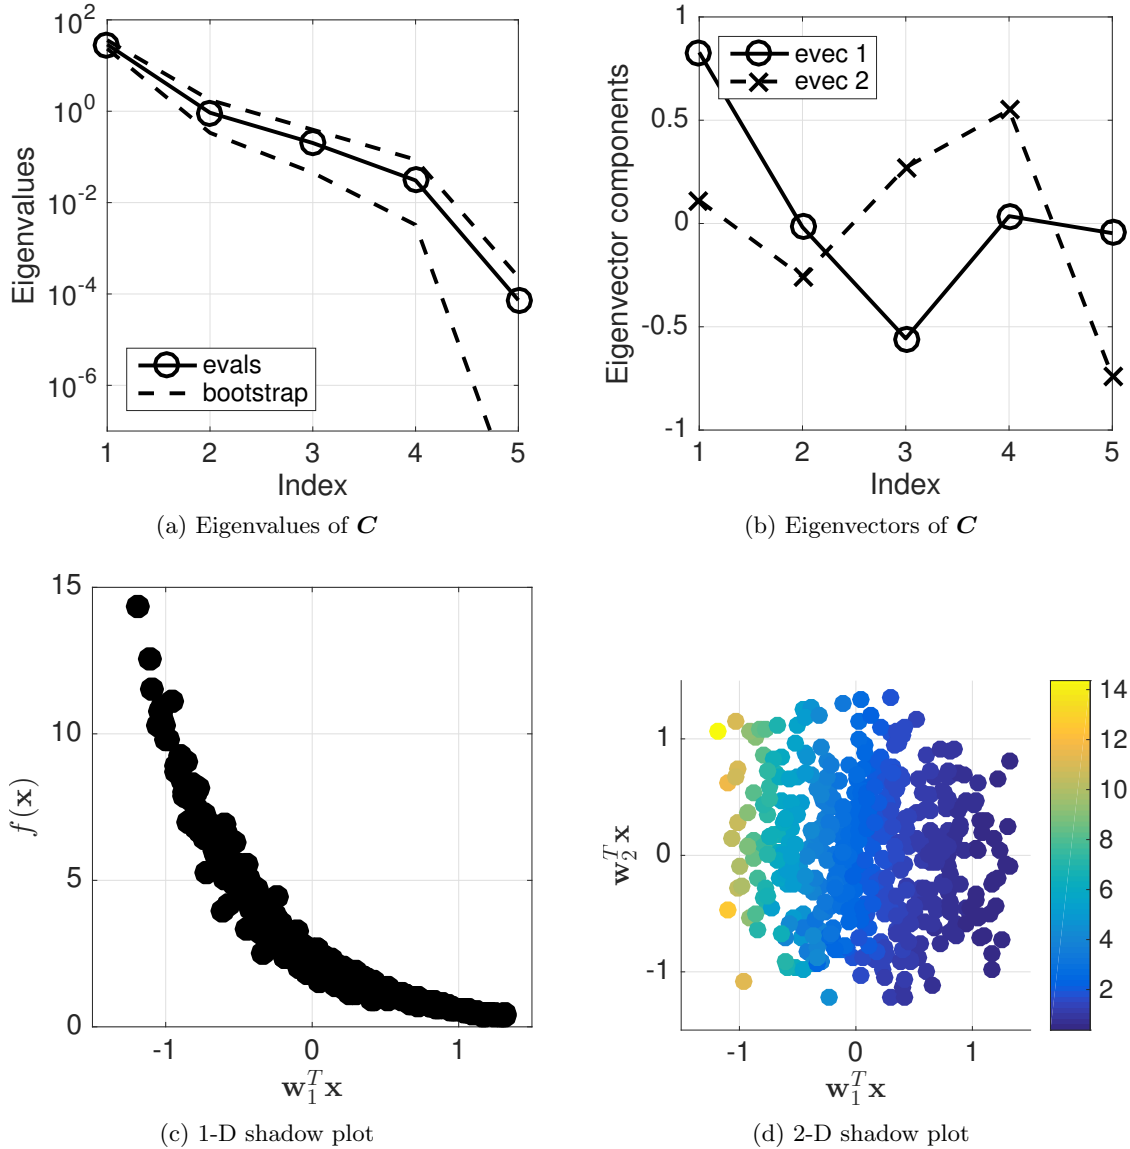 10^2
10^0
10^-2
10^-4
10^-6
Eigenvalues
evals
bootstrap
1 2 3 4 5
Index
(a) Eigenvalues of C
1
0.5
0
-0.5
-1
Eigenvector components
evec 1
evec 2
1 2 3 4 5
Index
(b) Eigenvectors of C
15
10
5
0
f(x)
-1 0 1
w_1^T x
(c) 1-D shadow plot
1
0
-1
w_2^T x
-1 0 1
w_1^T x
14
12
10
8
6
4
2
(d) 2-D shadow plot